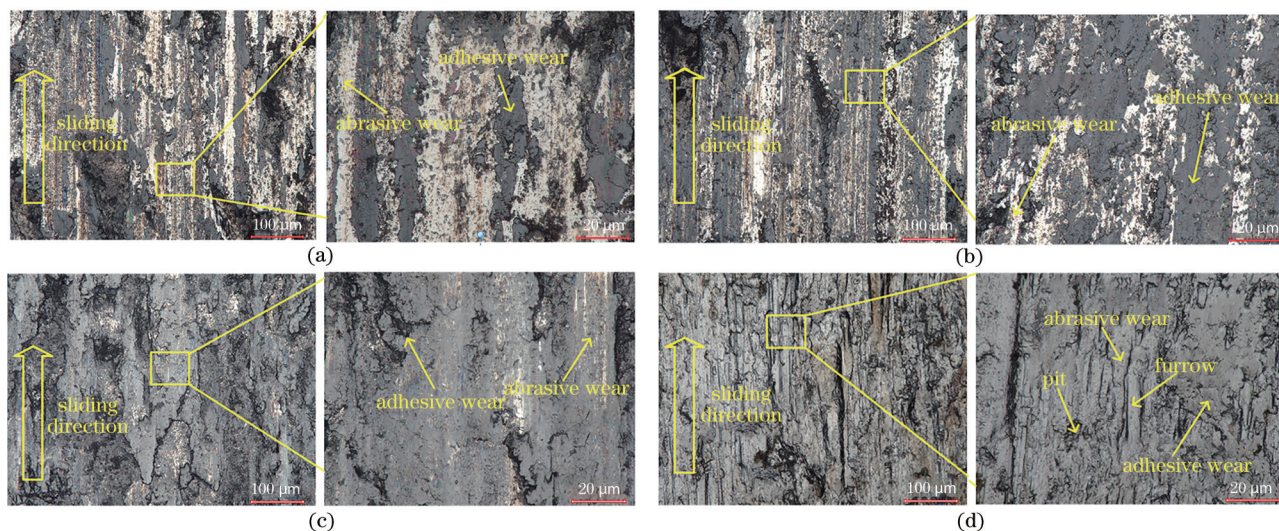 adhesive wear
abrasive wear
sliding
direction
100 μm
20 μm
(a)
adhesive wear
abrasive wear
sliding
direction
100 μm
20 μm
(b)
sliding
direction
adhesive wear
abrasive wear
100 μm
20 μm
(c)
abrasive wear
furrow
pit
sliding
direction
adhesive wear
100 μm
20 μm
(d)